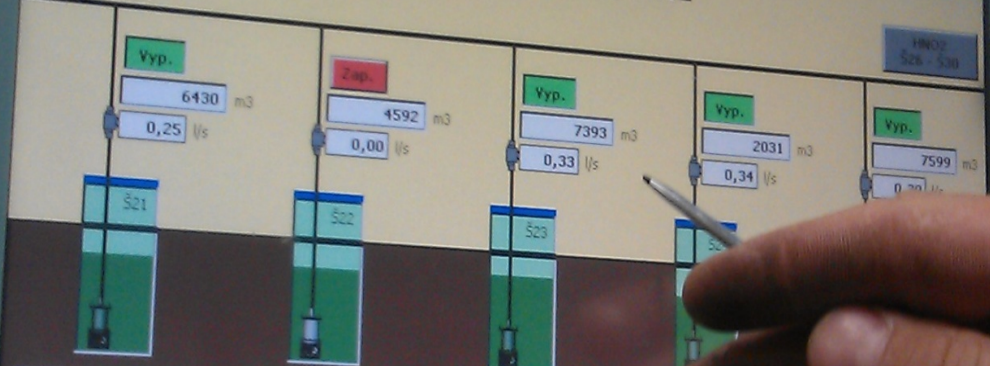 HNO2
Š26 - Š30
Vyp.
6430 m3
0,25 l/s
Š21
Zap.
4592 m3
0,00 l/s
Š22
Vyp.
7393 m3
0,33 l/s
Š23
Vyp.
2031 m3
0,34 l/s
Vyp.
7599 m3
l/s